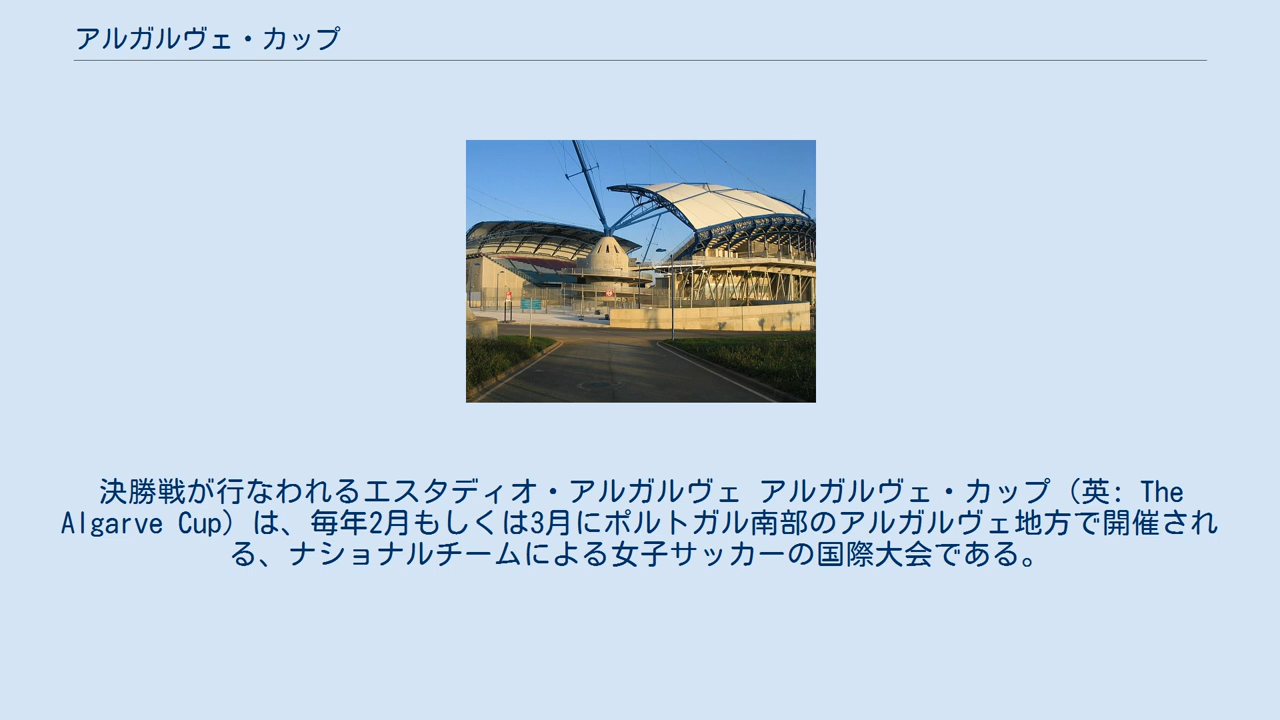 アルガルヴェ・カップ
決勝戦が行なわれるエスタディオ・アルガルヴェ アルガルヴェ・カップ（英: The
Algarve Cup）は、毎年2月もしくは3月にポルトガル南部のアルガルヴェ地方で開催され
る、ナショナルチームによる女子サッカーの国際大会である。